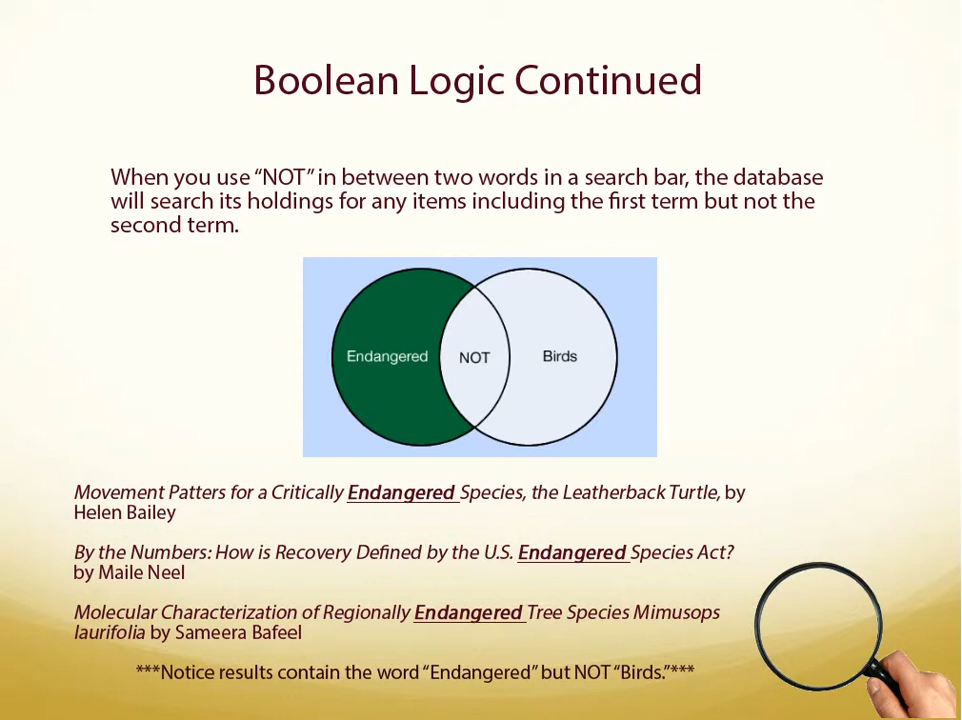 Boolean Logic Continued
When you use “NOT” in between two words in a search bar, the database
will search its holdings for any items including the first term but not the
second term.
Endangered NOT Birds
Movement Patters for a Critically Endangered Species, the Leatherback Turtle, by
Helen Bailey
By the Numbers: How is Recovery Defined by the U.S. Endangered Species Act?
by Maile Neel
Molecular Characterization of Regionally Endangered Tree Species Mimusops
laurifolia by Sameera Bafeel
***Notice results contain the word “Endangered” but NOT “Birds.”***